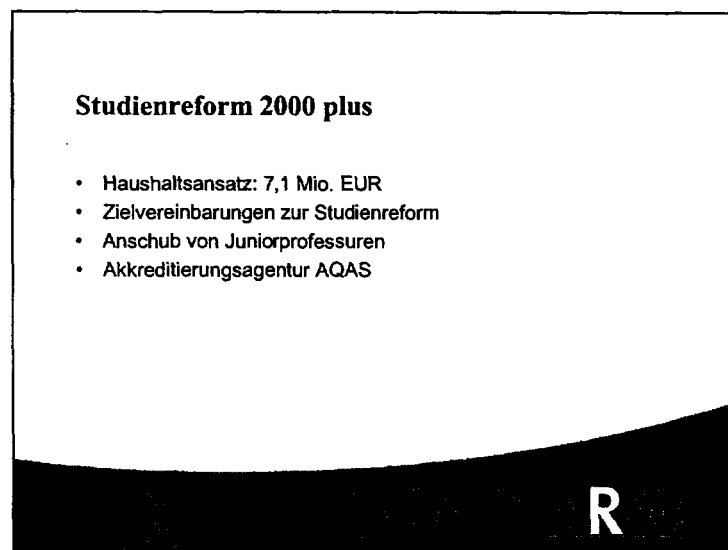 Studienreform 2000 plus
• Haushaltsansatz: 7,1 Mio. EUR
• Zielvereinbarungen zur Studienreform
• Anschub von Juniorprofessuren
• Akkreditierungsagentur AQAS
R